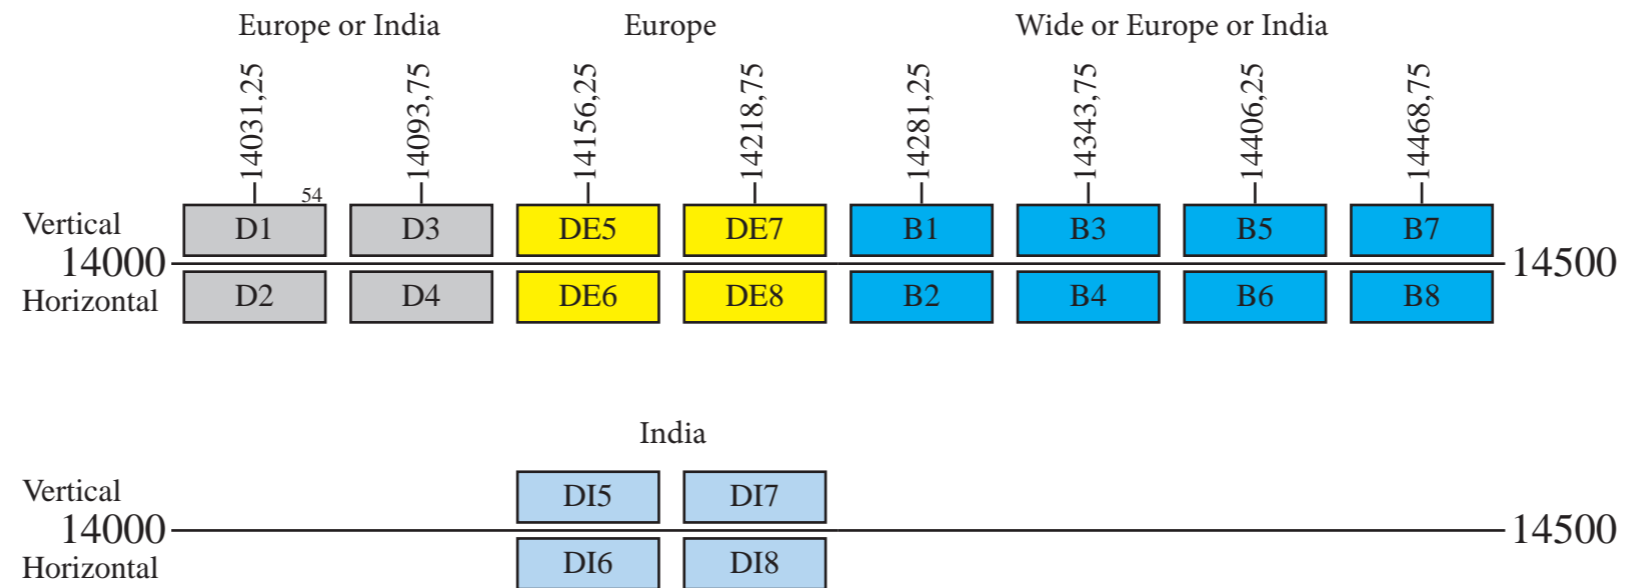 Europe or India Europe Wide or Europe or India
14031,25 14093,75 14156,25 14218,75 14281,25 14343,75 14406,25 14468,75
54
Vertical D1 D3 DE5 DE7 B1 B3 B5 B7
14000 14500
Horizontal D2 D4 DE6 DE8 B2 B4 B6 B8
India
Vertical DI5 DI7
14000 14500
Horizontal DI6 DI8